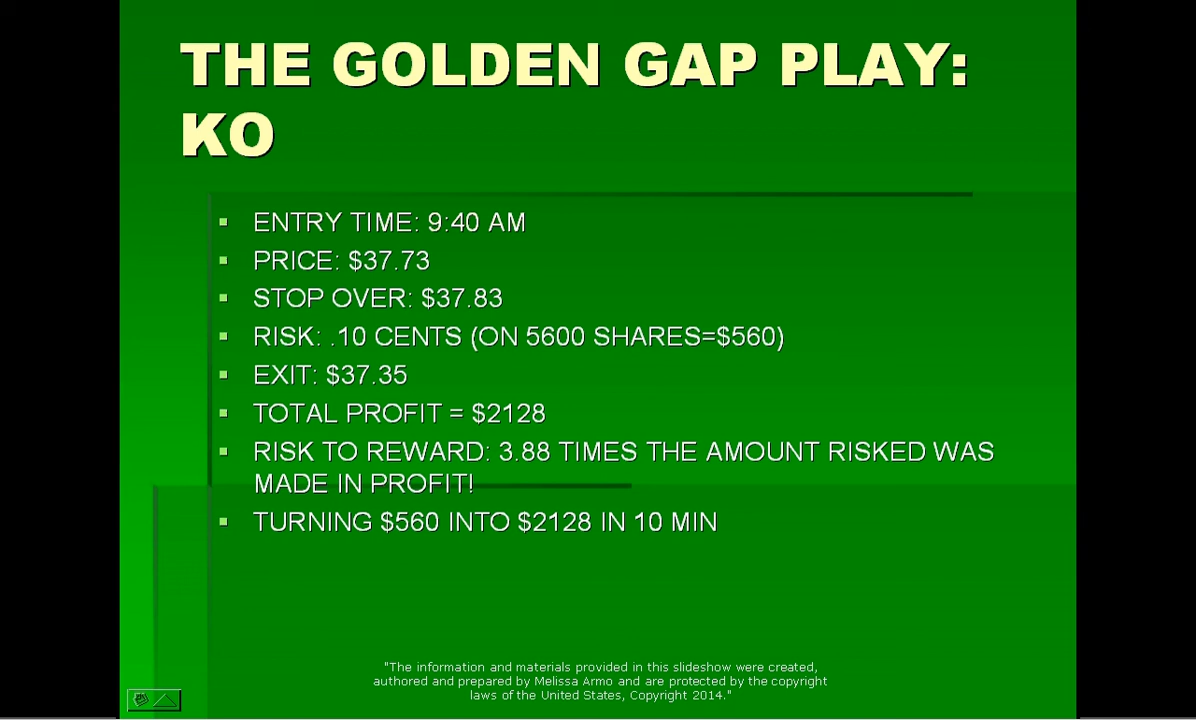 THE GOLDEN GAP PLAY:
KO
▪ ENTRY TIME: 9:40 AM
▪ PRICE: $37.73
▪ STOP OVER: $37.83
▪ RISK: .10 CENTS (ON 5600 SHARES=$560)
▪ EXIT: $37.35
▪ TOTAL PROFIT = $2128
▪ RISK TO REWARD: 3.88 TIMES THE AMOUNT RISKED WAS
MADE IN PROFIT!
▪ TURNING $560 INTO $2128 IN 10 MIN
"The information and materials provided in this slideshow were created,
authored and prepared by Melissa Armo and are protected by the copyright
laws of the United States, Copyright 2014."